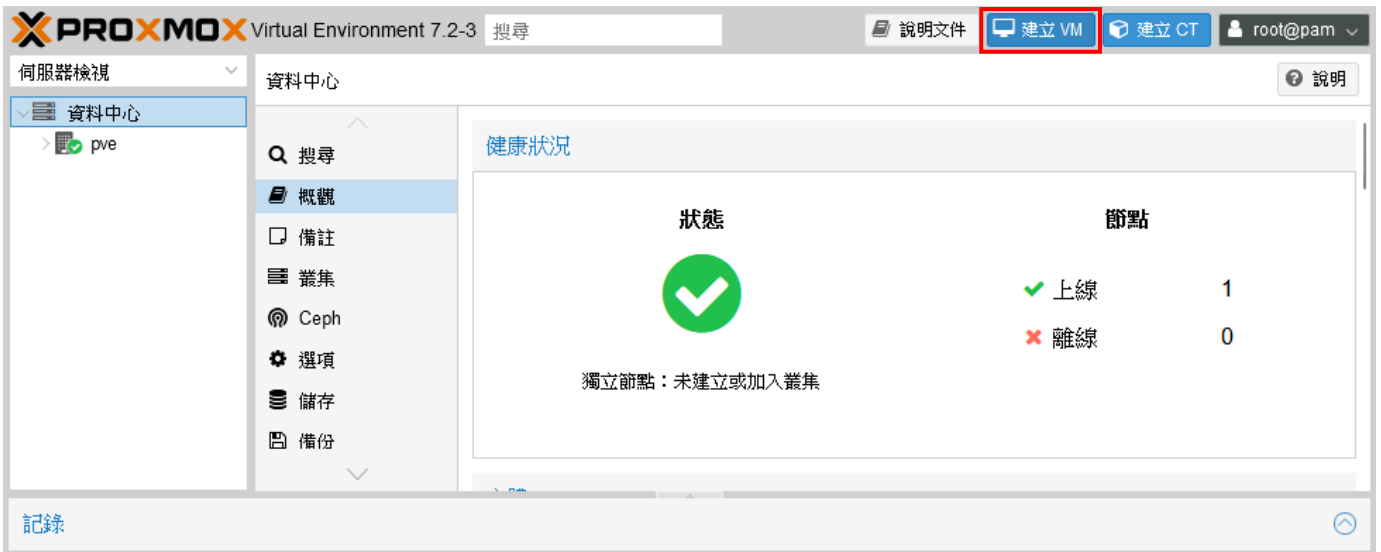 PROXMOX Virtual Environment 7.2-3 搜尋 說明文件 建立 VM 建立 CT root@pam
伺服器檢視
資料中心
pve
資料中心 說明
搜尋
概觀
備註
叢集
Ceph
選項
儲存
備份
健康狀況
狀態
獨立節點：未建立或加入叢集
節點
上線 1
離線 0
記錄